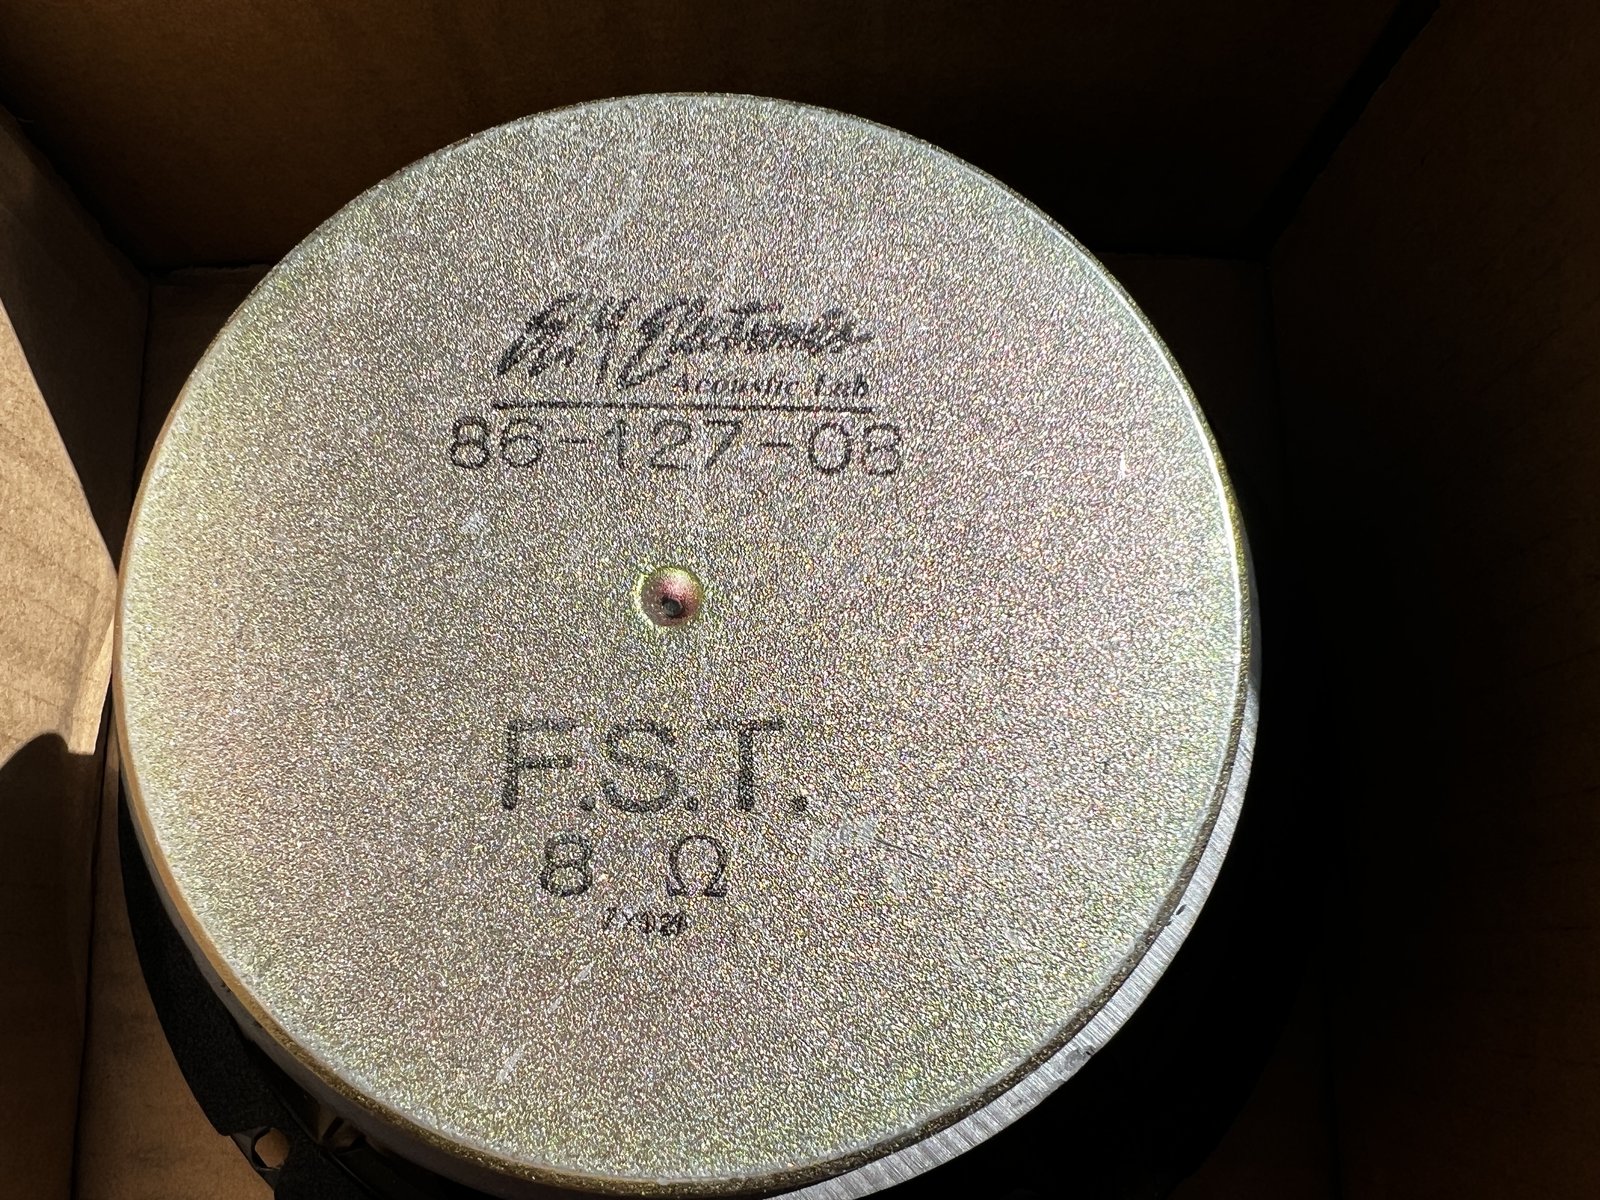 Acoustic Lab
86-127-08
F.S.T.
8 Ω